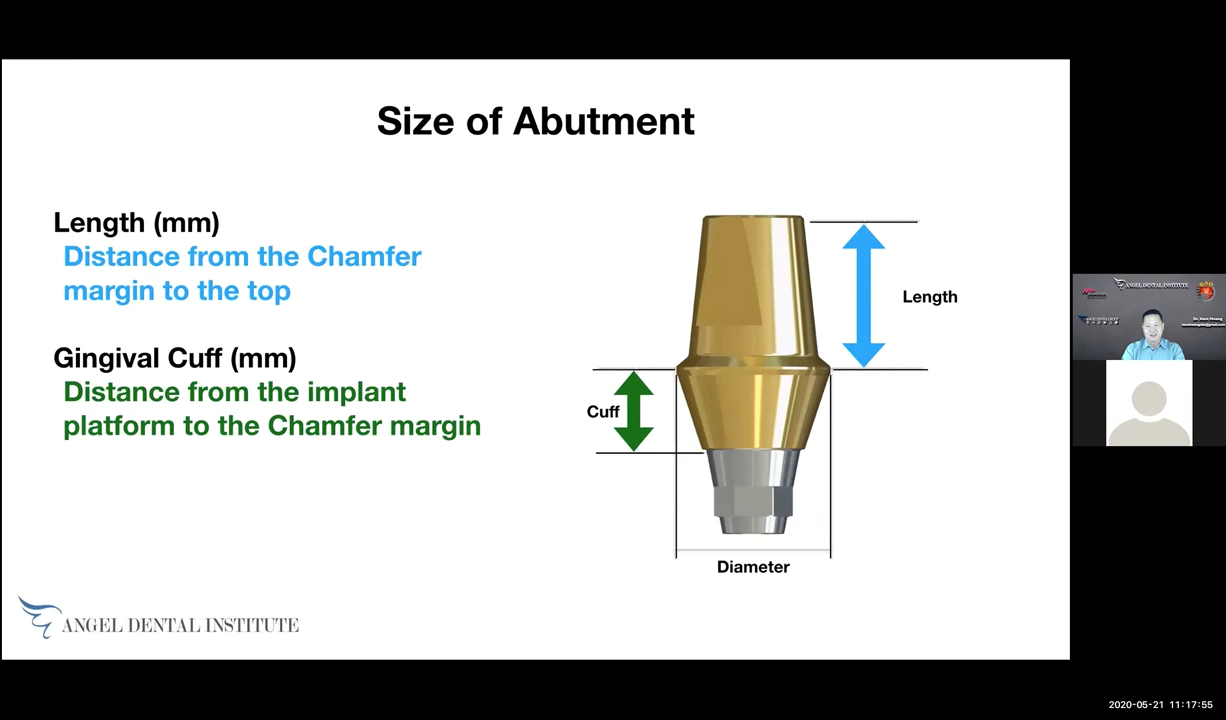 Size of Abutment
Length (mm)
Distance from the Chamfer
margin to the top
Gingival Cuff (mm)
Distance from the implant
platform to the Chamfer margin
Length
Cuff
Diameter
ANGEL DENTAL INSTITUTE
ANGEL DENTAL INSTITUTE
2020-05-21 11:17:55